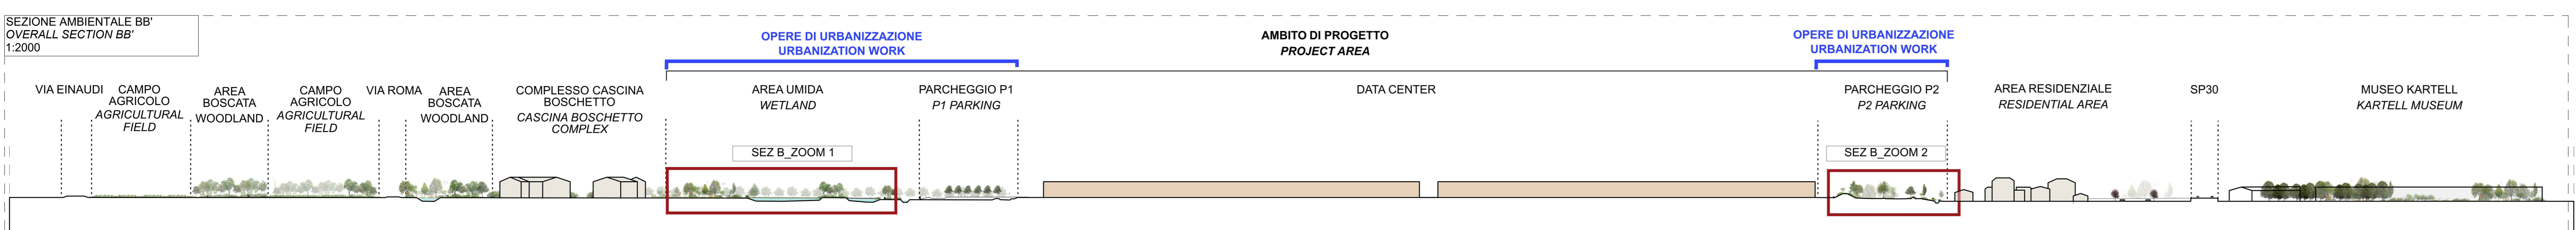 SEZIONE AMBIENTALE BB'
OVERALL SECTION BB'
1:2000
OPERE DI URBANIZZAZIONE
URBANIZATION WORK
AMBITO DI PROGETTO
PROJECT AREA
OPERE DI URBANIZZAZIONE
URBANIZATION WORK
VIA EINAUDI
CAMPO
AGRICOLO
AGRICULTURAL
FIELD
AREA
BOSCATA
WOODLAND
CAMPO
AGRICOLO
AGRICULTURAL
FIELD
VIA ROMA
AREA
BOSCATA
WOODLAND
COMPLESSO CASCINA
BOSCHETTO
CASCINA BOSCHETTO
COMPLEX
AREA UMIDA
WETLAND
PARCHEGGIO P1
P1 PARKING
DATA CENTER
PARCHEGGIO P2
P2 PARKING
AREA RESIDENZIALE
RESIDENTIAL AREA
SP30
MUSEO KARTELL
KARTELL MUSEUM
SEZ B_ZOOM 1
SEZ B_ZOOM 2